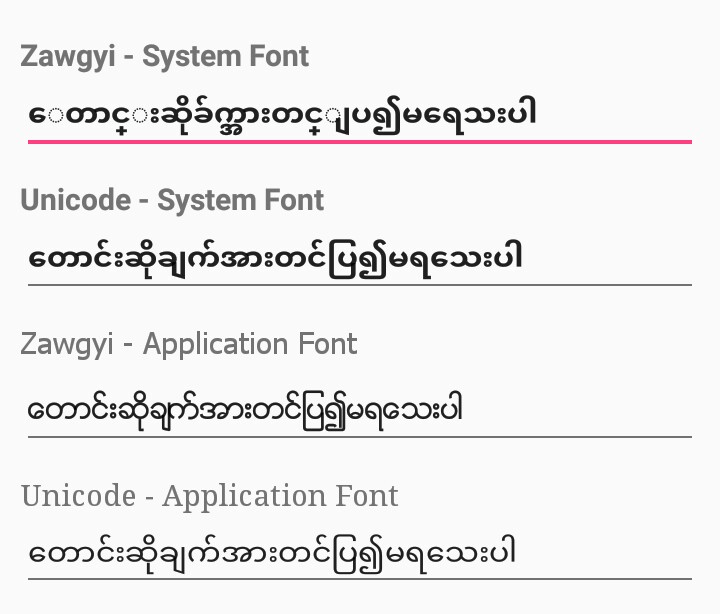 Zawgyi - System Font
ေတာင္းဆိုခ်က္အားတင္ျပ၍မရေသးပါ
Unicode - System Font
တောင်းဆိုချက်အားတင်ပြ၍မရသေးပါ
Zawgyi - Application Font
တောင်းဆိုချက်အားတင်ပြ၍မရသေးပါ
Unicode - Application Font
တောင်းဆိုချက်အားတင်ပြ၍မရသေးပါ